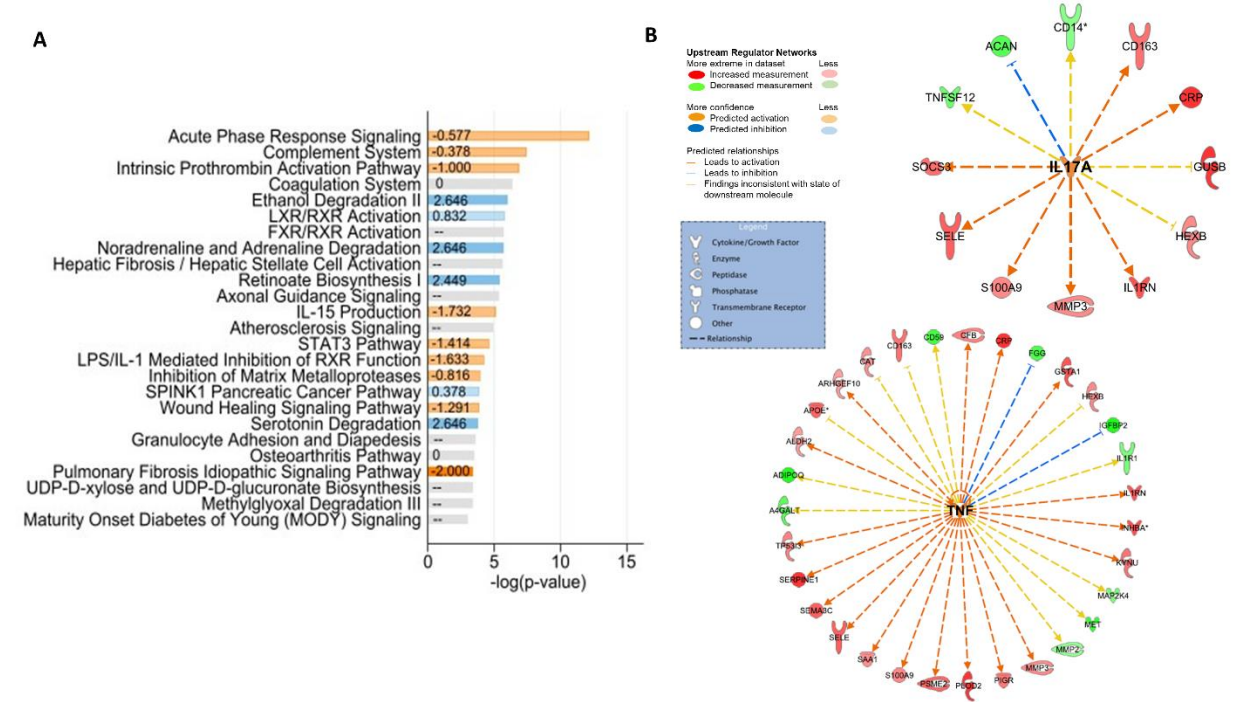 A
Acute Phase Response Signaling -0.577
Complement System -0.378
Intrinsic Prothrombin Activation Pathway -1.000
Coagulation System 0
Ethanol Degradation II 2.646
LXR/RXR Activation 0.832
FXR/RXR Activation --
Noradrenaline and Adrenaline Degradation 2.646
Hepatic Fibrosis / Hepatic Stellate Cell Activation --
Retinoate Biosynthesis I 2.449
Axonal Guidance Signaling --
IL-15 Production -1.732
Atherosclerosis Signaling --
STAT3 Pathway -1.414
LPS/IL-1 Mediated Inhibition of RXR Function -1.633
Inhibition of Matrix Metalloproteases -0.816
SPINK1 Pancreatic Cancer Pathway 0.378
Wound Healing Signaling Pathway -1.291
Serotonin Degradation 2.646
Granulocyte Adhesion and Diapedesis --
Osteoarthritis Pathway 0
Pulmonary Fibrosis Idiopathic Signaling Pathway -2.000
UDP-D-xylose and UDP-D-glucuronate Biosynthesis --
Methylglyoxal Degradation III --
Maturity Onset Diabetes of Young (MODY) Signaling --
0 5 10 15
-log(p-value)
B
Upstream Regulator Networks
More extreme in dataset Less
Increased measurement
Decreased measurement
More confidence Less
Predicted activation
Predicted inhibition
Predicted relationships
Leads to activation
Leads to inhibition
Findings inconsistent with state of
downstream molecule
Legend
Cytokine/Growth Factor
Enzyme
Peptidase
Phosphatase
Transmembrane Receptor
Other
Relationship
CD14*
CD163
CRP
GUSB
HEXB
IL1RN
MMP3
S100A9
SELE
SOCS3
TNFSF12
ACAN
IL17A
CD59
CFB
CRP
FGG
GSTA1
HEXB
IGFBP2
IL1R1
IL1RN
INHBA*
KYNU
MAP2K4
MET
MMP2
MMP3
PIGR
PLOD2
PSME2
S100A9
SAA1
SELE
SEMA3C
SERPINE1
TP53I3
A4GALT
ADIPOQ
ALDH2
APOE*
ARHGEF10
CAT
CD163
TNF